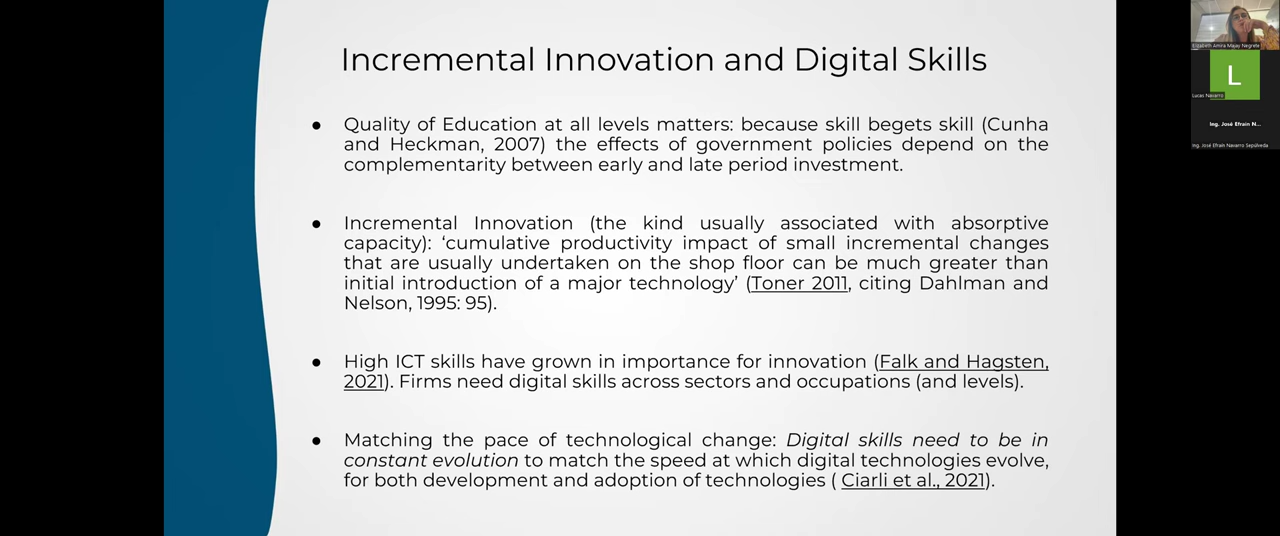 Incremental Innovation and Digital Skills
● Quality of Education at all levels matters: because skill begets skill (Cunha
and Heckman, 2007) the effects of government policies depend on the
complementarity between early and late period investment.
● Incremental Innovation (the kind usually associated with absorptive
capacity): ‘cumulative productivity impact of small incremental changes
that are usually undertaken on the shop floor can be much greater than
initial introduction of a major technology’ (Toner 2011, citing Dahlman and
Nelson, 1995: 95).
● High ICT skills have grown in importance for innovation (Falk and Hagsten,
2021). Firms need digital skills across sectors and occupations (and levels).
● Matching the pace of technological change: Digital skills need to be in
constant evolution to match the speed at which digital technologies evolve,
for both development and adoption of technologies ( Ciarli et al., 2021).
L
Lucas Navarro
Ing. José Efraín N...
Ing. José Efraín Navarro Sepúlveda